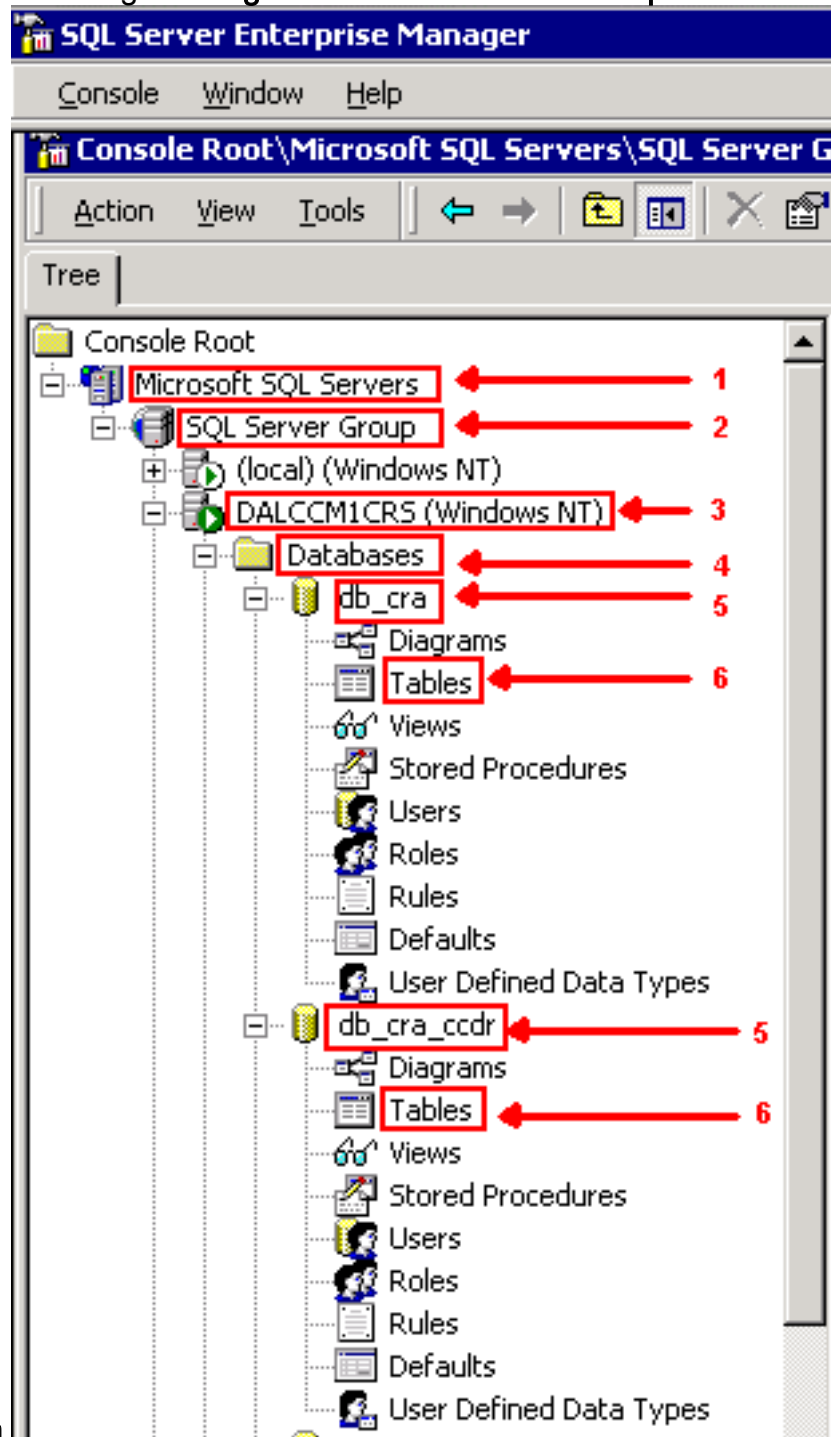 SQL Server Enterprise Manager
Console Window Help
Console Root\Microsoft SQL Servers\SQL Server G
Action View Tools
Tree
Console Root
Microsoft SQL Servers 1
SQL Server Group 2
(local) (Windows NT)
DALCCM1CRS (Windows NT) 3
Databases 4
db_cra 5
Diagrams
Tables 6
Views
Stored Procedures
Users
Roles
Rules
Defaults
User Defined Data Types
db_cra_ccdr 5
Diagrams
Tables 6
Views
Stored Procedures
Users
Roles
Rules
Defaults
User Defined Data Types